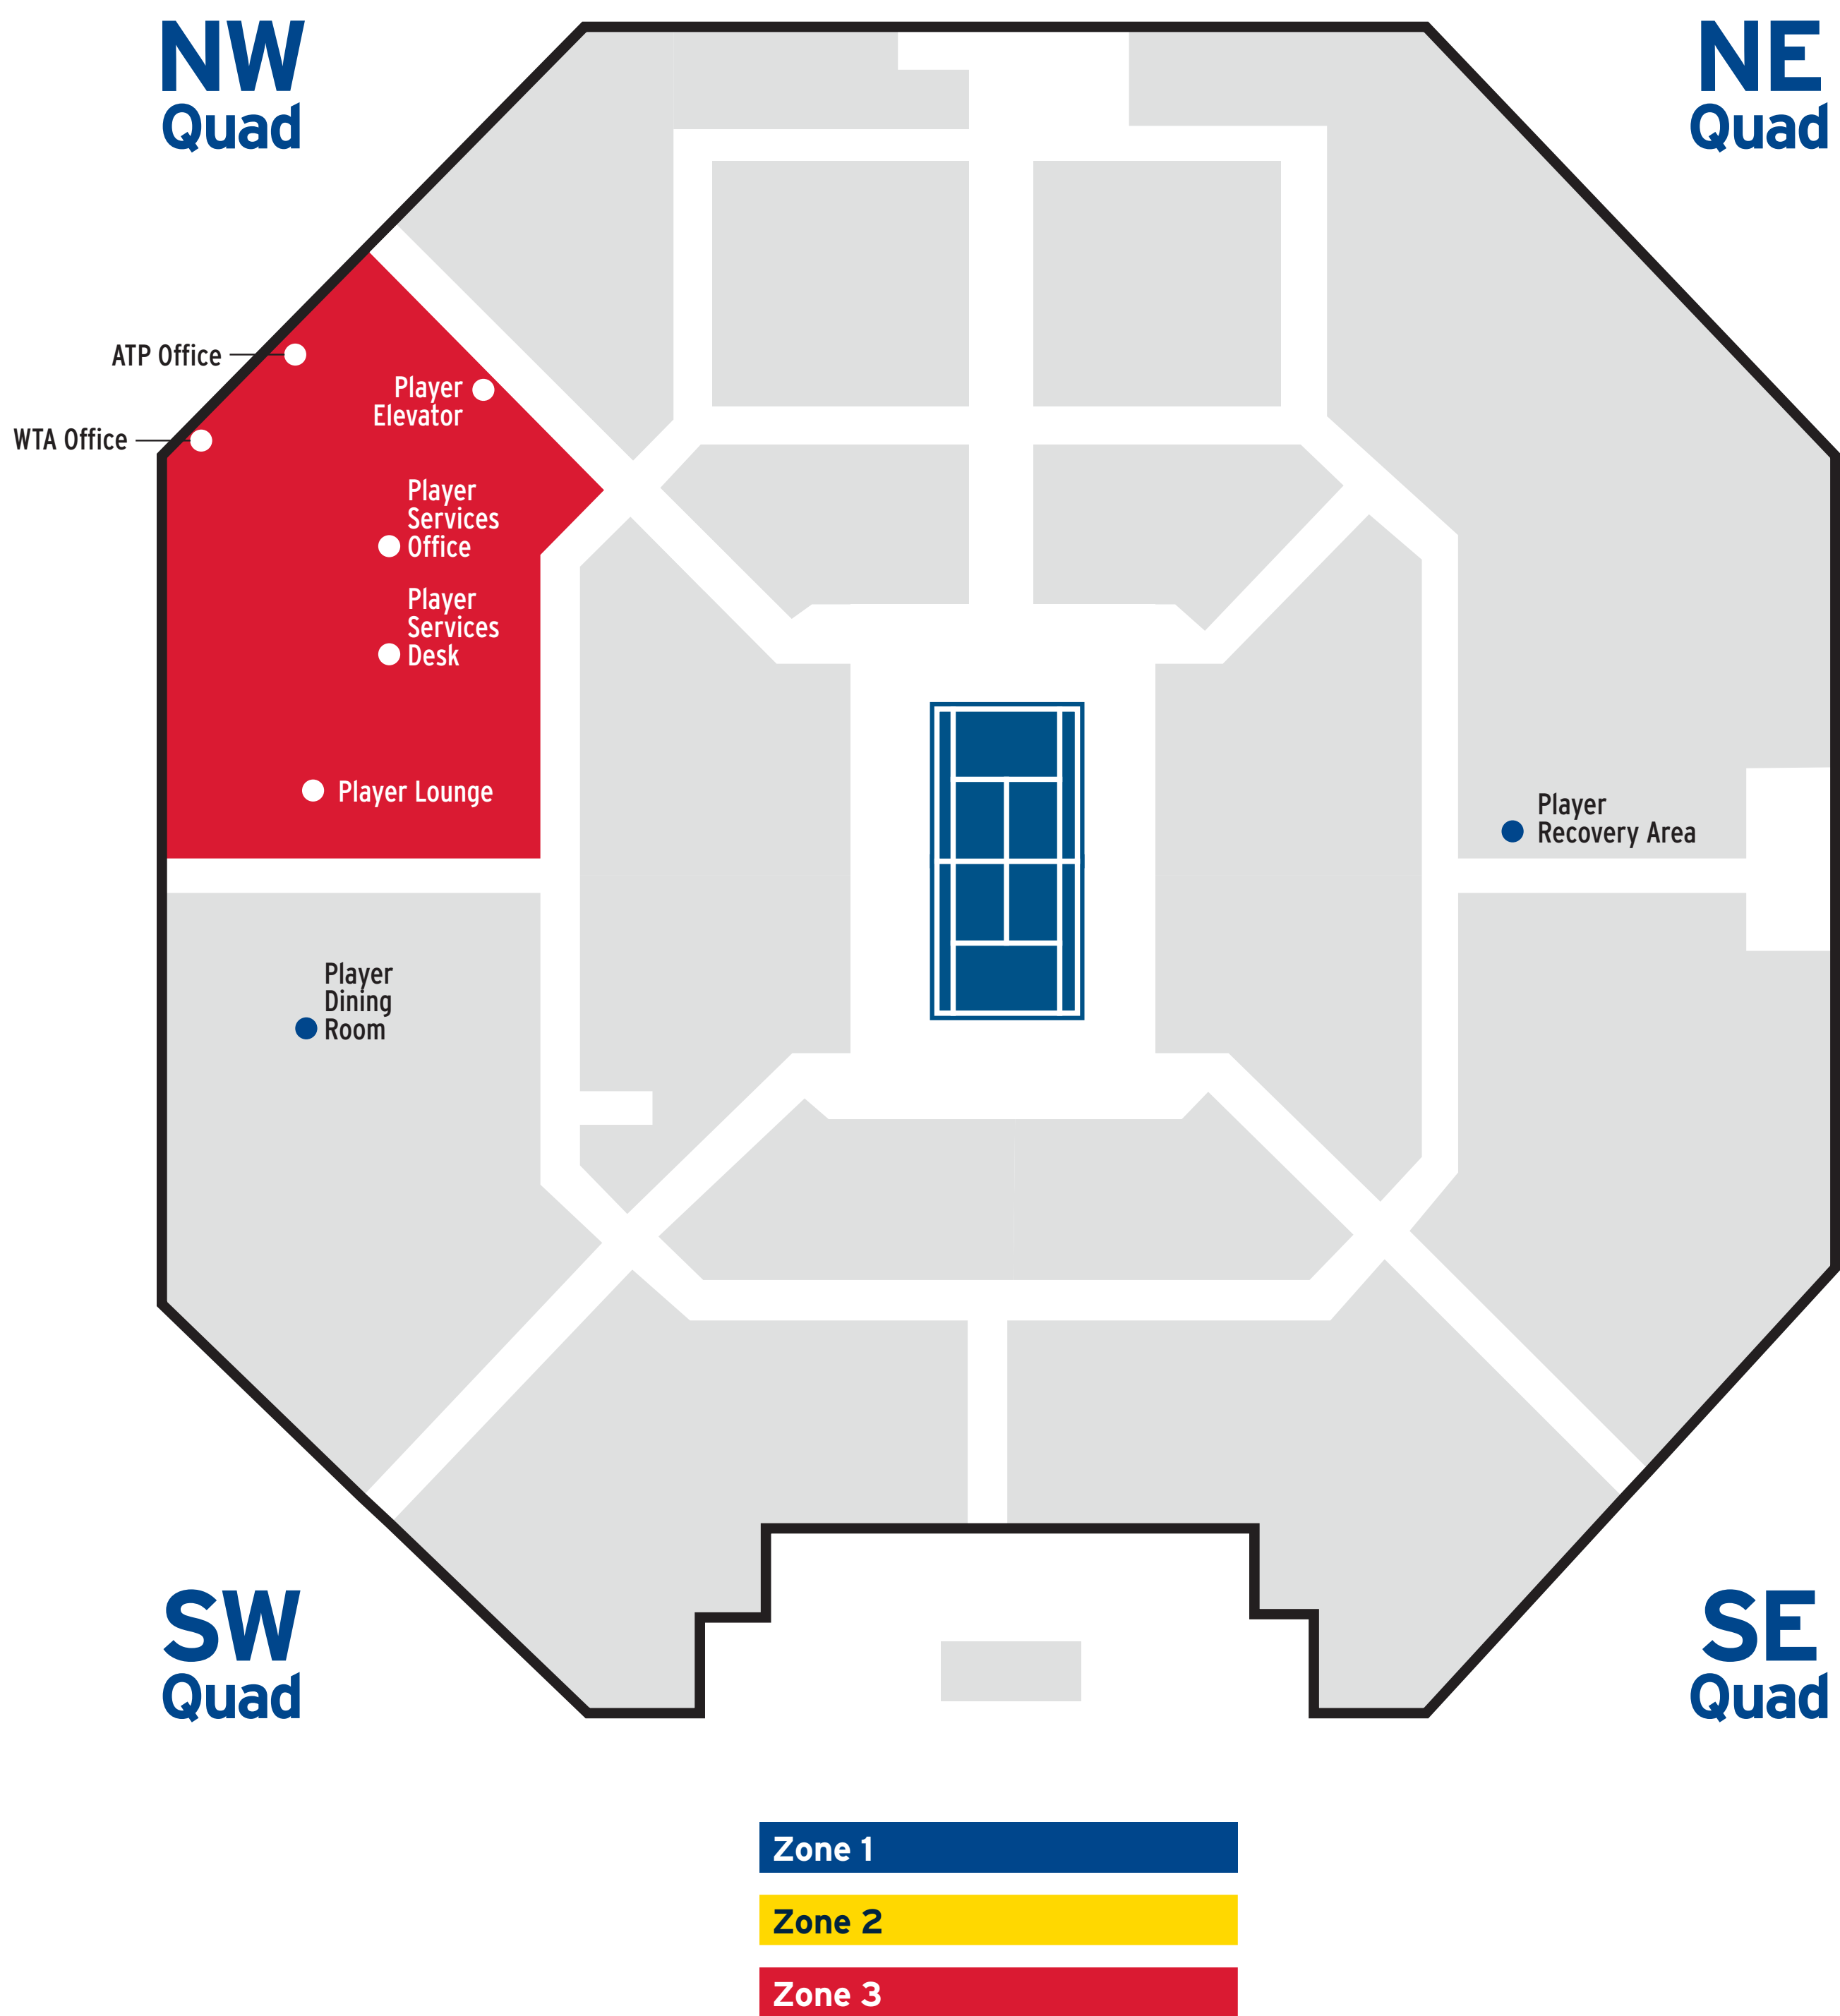 NW
Quad
NE
Quad
ATP Office
Player
Elevator
WTA Office
Player
Services
Office
Player
Services
Desk
Player Lounge
Player
Recovery Area
Player
Dining
Room
SW
Quad
SE
Quad
Zone 1
Zone 2
Zone 3